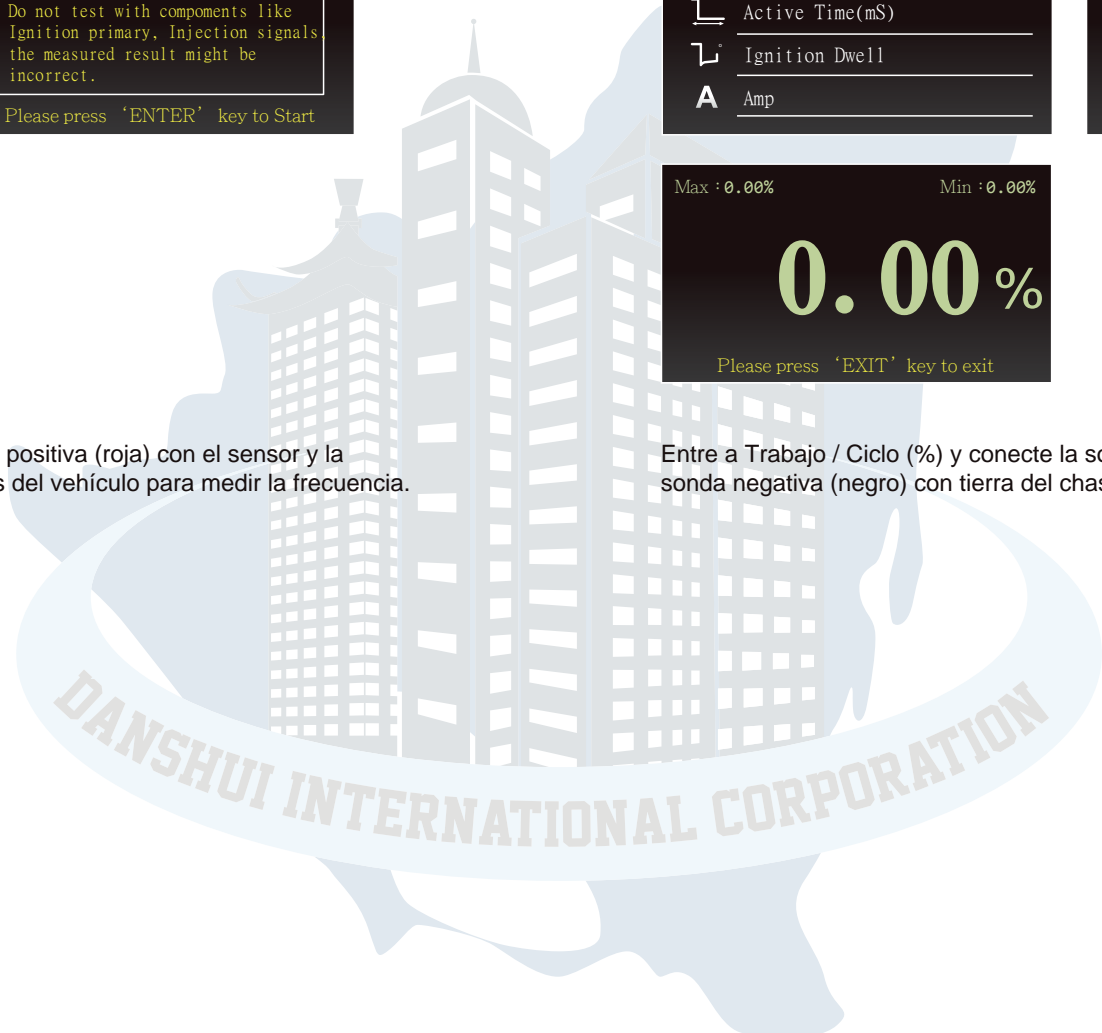 Do not test with compoments like
Ignition primary, Injection signals,
the measured result might be
incorrect.
Please press 'ENTER' key to Start
Active Time(mS)
Ignition Dwell
A Amp
Max :0.00% Min :0.00%
0.00 %
Please press 'EXIT' key to exit
positiva (roja) con el sensor y la
s del vehículo para medir la frecuencia.
Entre a Trabajo / Ciclo (%) y conecte la so
sonda negativa (negro) con tierra del chas
DANSHUI INTERNATIONAL CORPORATION